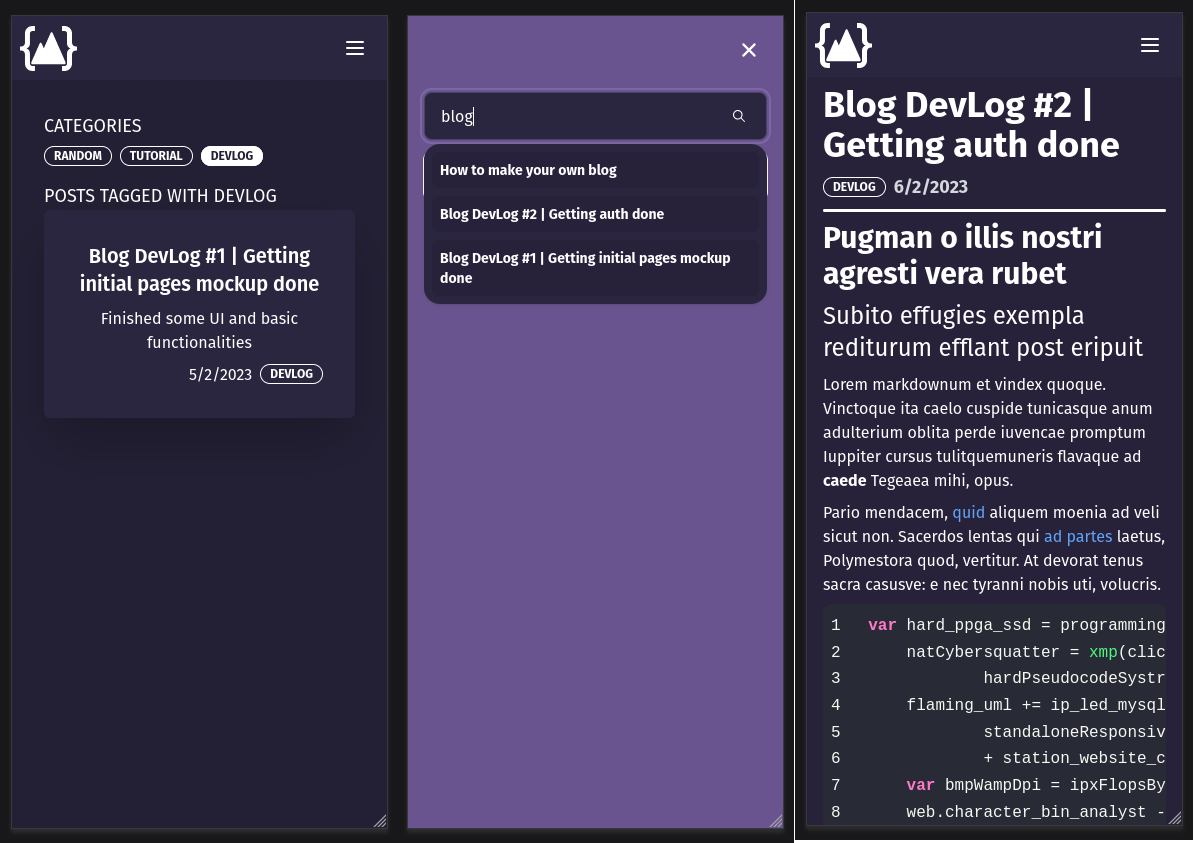 CATEGORIES
RANDOM TUTORIAL DEVLOG
POSTS TAGGED WITH DEVLOG
Blog DevLog #1 | Getting
initial pages mockup done
Finished some UI and basic
functionalities
5/2/2023 DEVLOG
blog
How to make your own blog
Blog DevLog #2 | Getting auth done
Blog DevLog #1 | Getting initial pages mockup
done
Blog DevLog #2 |
Getting auth done
DEVLOG 6/2/2023
Pugman o illis nostri
agresti vera rubet
Subito effugies exempla
rediturum efflant post eripuit
Lorem markdownum et vindex quoque.
Vinctoque ita caelo cuspide tunicasque anum
adulterium oblita perde iuvencae promptum
Iuppiter cursus tulitquemuneris flavaque ad
caede Tegeaea mihi, opus.
Pario mendacem, quid aliquem moenia ad veli
sicut non. Sacerdos lentas qui ad partes laetus,
Polymestora quod, vertitur. At devorat tenus
sacra casusve: e nec tyranni nobis uti, volucris.
1 var hard_ppga_ssd = programming
2 natCybersquatter = xmp(clic
3 hardPseudocodeSystr
4 flaming_uml += ip_led_mysql
5 standaloneResponsiv
6 + station_website_c
7 var bmpWampDpi = ipxFlopsBy
8 web.character_bin_analyst -